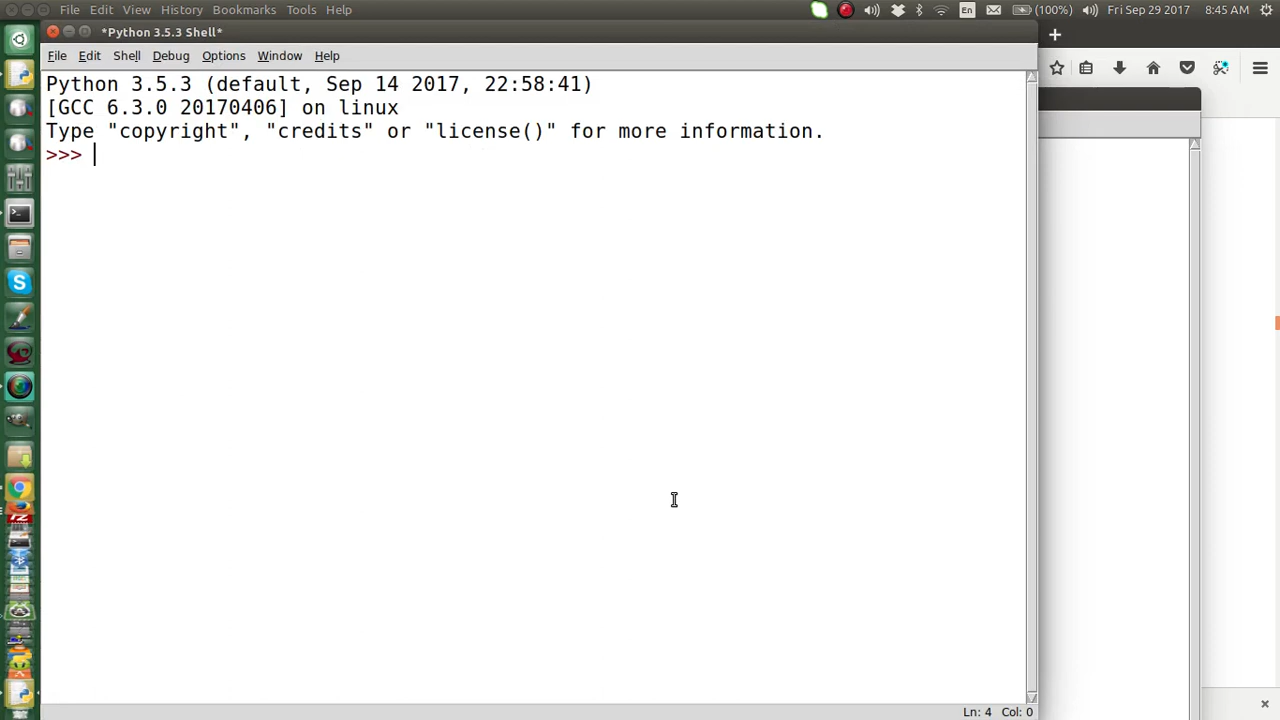 File Edit View History Bookmarks Tools Help En (100%) Fri Sep 29 2017 8:45 AM
*Python 3.5.3 Shell*
File Edit Shell Debug Options Window Help
Python 3.5.3 (default, Sep 14 2017, 22:58:41)
[GCC 6.3.0 20170406] on linux
Type "copyright", "credits" or "license()" for more information.
>>>
Ln: 4 Col: 0